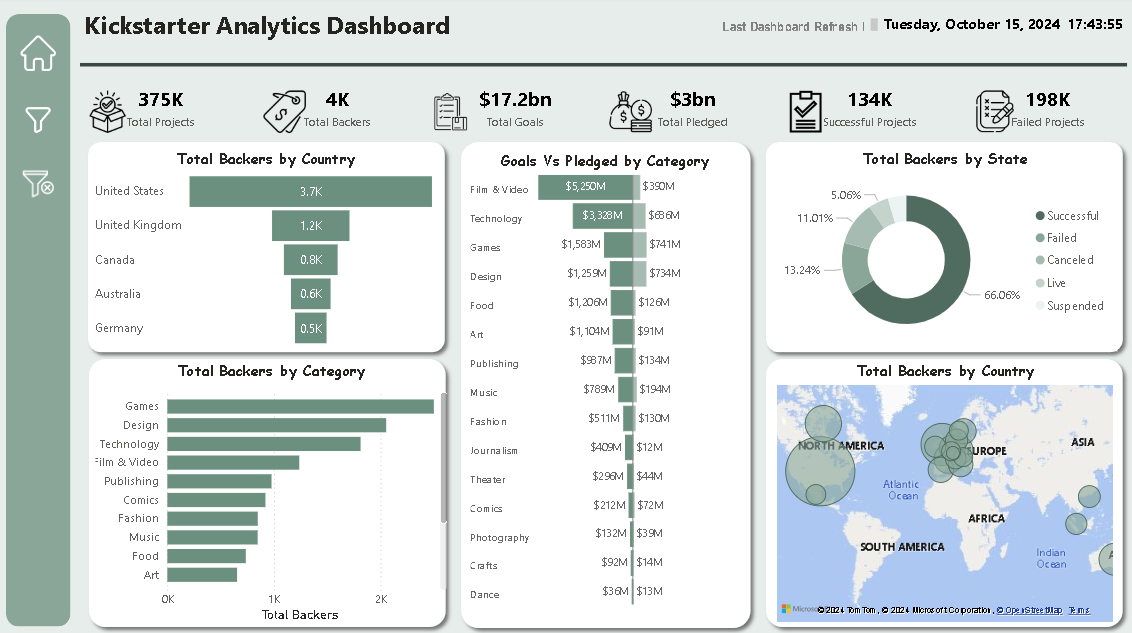 Kickstarter Analytics Dashboard
Last Dashboard Refresh |
Tuesday, October 15, 2024 17:43:55
375K
Total Projects
4K
Total Backers
$17.2bn
Total Goals
$3bn
Total Pledged
134K
Successful Projects
198K
Failed Projects
Total Backers by Country
United States 3.7K
United Kingdom 1.2K
Canada 0.8K
Australia 0.6K
Germany 0.5K
Total Backers by Category
Games
Design
Technology
Film & Video
Publishing
Comics
Fashion
Music
Food
Art
0K 1K 2K
Total Backers
Goals Vs Pledged by Category
Film & Video $5,250M $390M
Technology $3,328M $636M
Games $1,583M $741M
Design $1,259M $734M
Food $1,206M $126M
Art $1,104M $91M
Publishing $937M $134M
Music $789M $194M
Fashion $511M $130M
Journalism $409M $12M
Theater $296M $44M
Comics $212M $72M
Photography $132M $39M
Crafts $92M $14M
Dance $36M $13M
Total Backers by State
5.06%
11.01%
13.24%
66.06%
Successful
Failed
Canceled
Live
Suspended
Total Backers by Country
NORTH AMERICA
EUROPE
ASIA
Atlantic
Ocean
AFRICA
SOUTH AMERICA
Indian
Ocean
© 2024 TomTom, © 2024 Microsoft Corporation, © OpenStreetMap Terms